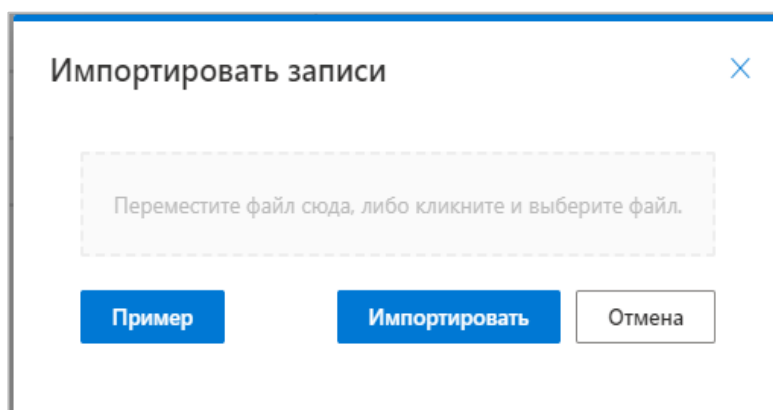 Импортировать записи
Переместите файл сюда, либо кликните и выберите файл.
Пример
Импортировать
Отмена